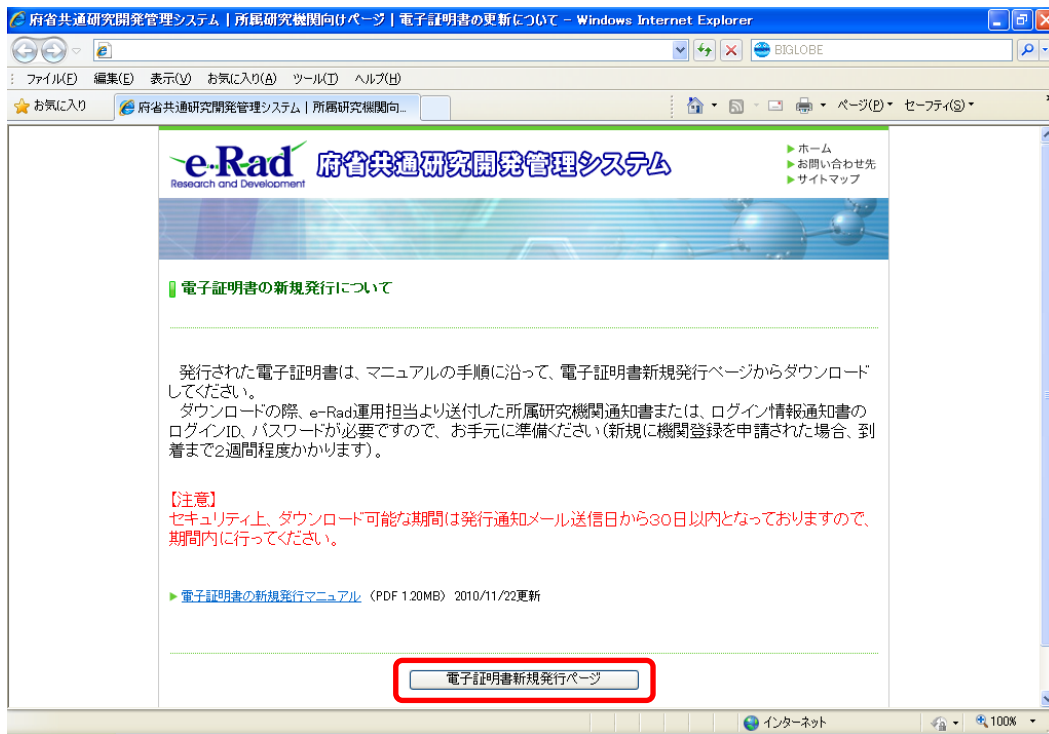 府省共通研究開発管理システム | 所属研究機関向けページ | 電子証明書の更新について - Windows Internet Explorer
BIGLOBE
ファイル(F) 編集(E) 表示(V) お気に入り(A) ツール(T) ヘルプ(H)
お気に入り 府省共通研究開発管理システム | 所属研究機関向... ページ(P) セーフティ(S)
e-Rad
Research and Development
府省共通研究開発管理システム
ホーム
お問い合わせ先
サイトマップ
電子証明書の新規発行について
発行された電子証明書は、マニュアルの手順に沿って、電子証明書新規発行ページからダウンロード
してください。
ダウンロードの際、e-Rad運用担当より送付した所属研究機関通知書または、ログイン情報通知書の
ログインID、パスワードが必要ですので、お手元に準備ください(新規に機関登録を申請された場合、到
着まで2週間程度かかります)。
【注意】
セキュリティ上、ダウンロード可能な期間は発行通知メール送信日から30日以内となっておりますので、
期間内に行ってください。
電子証明書の新規発行マニュアル (PDF 1.20MB) 2010/11/22更新
電子証明書新規発行ページ
インターネット 100%